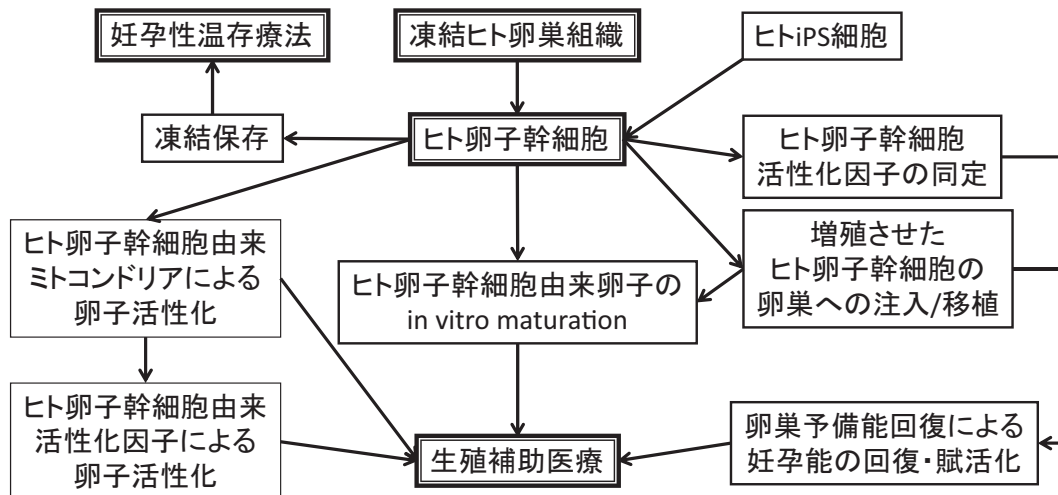 妊孕性温存療法
凍結ヒト卵巣組織
ヒトiPS細胞
凍結保存
ヒト卵子幹細胞
ヒト卵子幹細胞
活性化因子の同定
ヒト卵子幹細胞由来
ミトコンドリアによる
卵子活性化
ヒト卵子幹細胞由来卵子の
in vitro maturation
増殖させた
ヒト卵子幹細胞の
卵巣への注入/移植
ヒト卵子幹細胞由来
活性化因子による
卵子活性化
生殖補助医療
卵巣予備能回復による
妊孕能の回復・賦活化